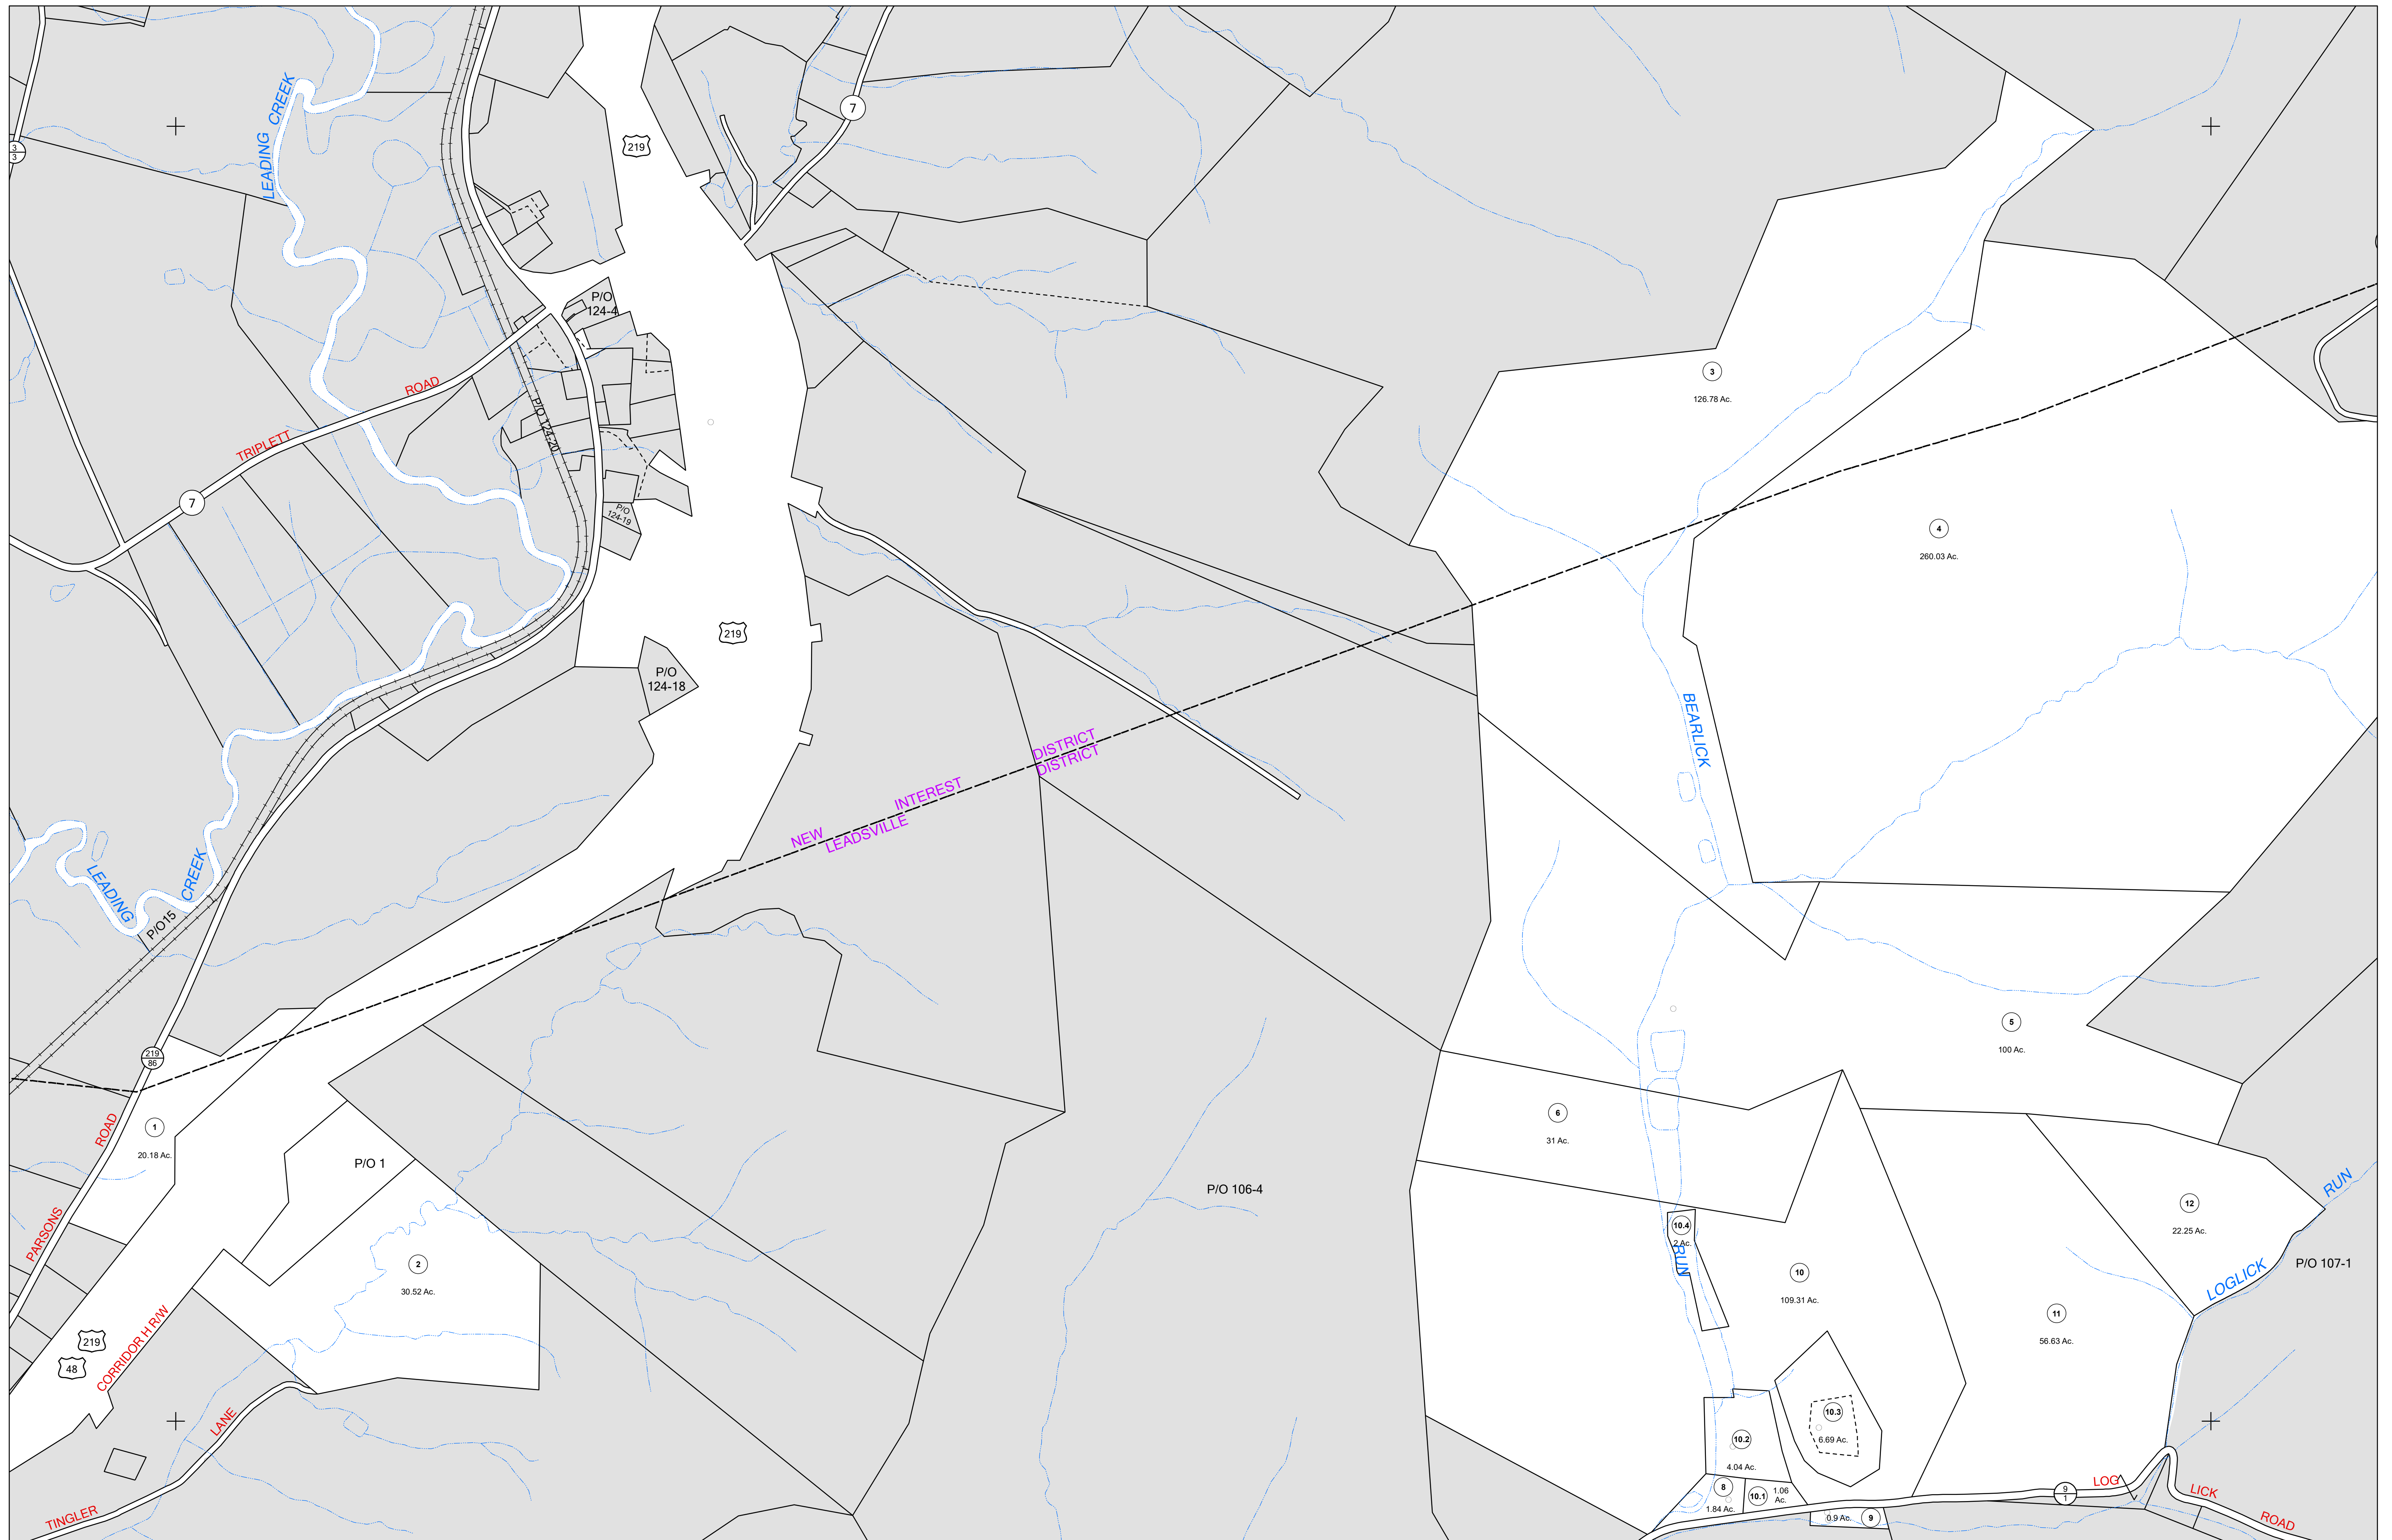 LEADING CREEK
3
3
219
7
P/O
124-4
ROAD
TRIPLETT
7
P/O 124-20
P/O
124-19
219
P/O
124-18
3
126.78 Ac.
4
260.03 Ac.
BEARLICK
NEW INTEREST DISTRICT
LEADSVILLE DISTRICT
LEADING CREEK
P/O 15
219
86
5
100 Ac.
1
20.18 Ac.
PARSONS ROAD
P/O 1
P/O 106-4
6
31 Ac.
12
22.25 Ac.
LOGLICK RUN
P/O 107-1
10.4
2 Ac.
RUN
2
30.52 Ac.
10
109.31 Ac.
11
56.63 Ac.
219
48
CORRIDOR H R/W
10.3
6.69 Ac.
10.2
4.04 Ac.
TINGLER LANE
8
1.84 Ac.
10.1
1.06
Ac.
0.9 Ac.
9
9
1
LOG LICK ROAD